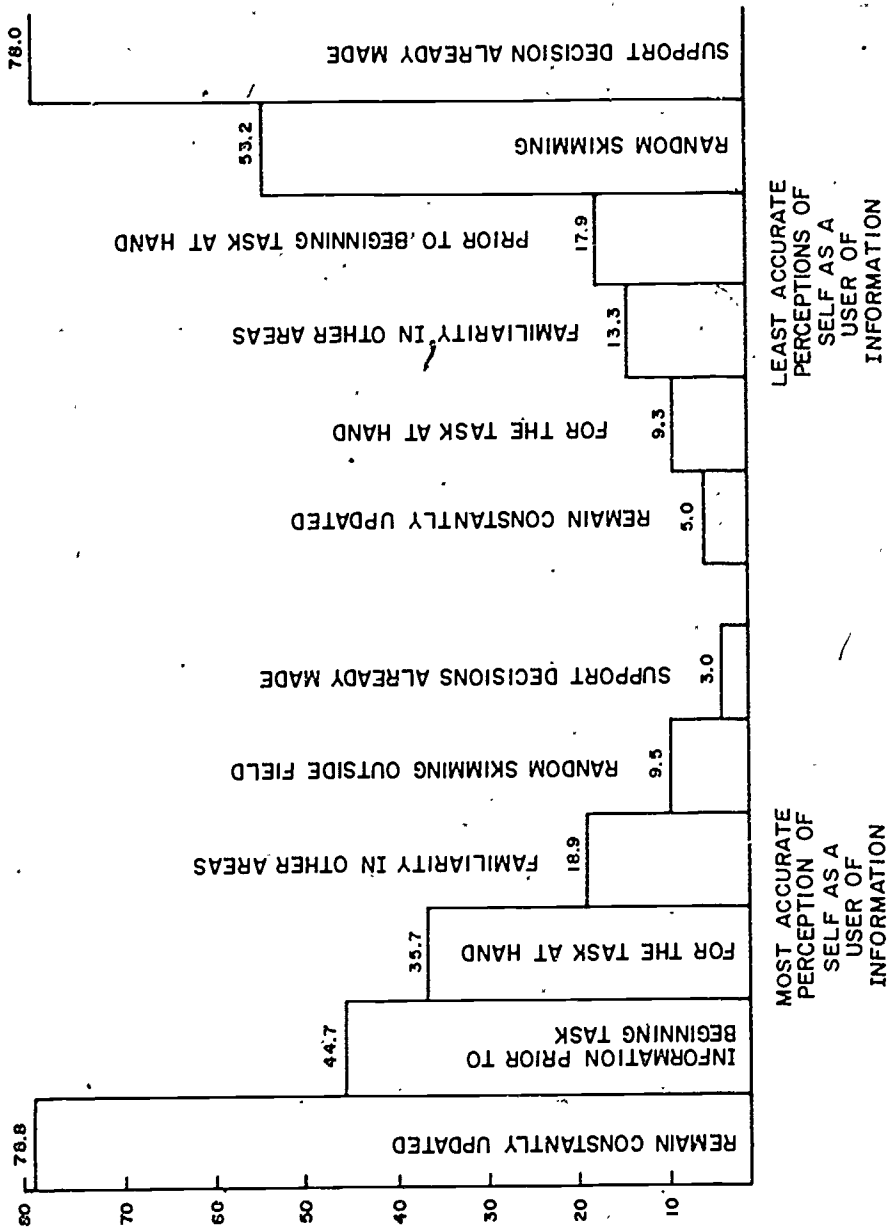 80
70
60
50
40
30
20
10
78.8
REMAIN CONSTANTLY UPDATED
44.7
INFORMATION PRIOR TO
BEGINNING TASK
35.7
FOR THE TASK AT HAND
18.9
FAMILIARITY IN OTHER AREAS
9.5
RANDOM SKIMMING OUTSIDE FIELD
3.0
SUPPORT DECISIONS ALREADY MADE
MOST ACCURATE
PERCEPTION OF
SELF AS A
USER OF
INFORMATION
5.0
REMAIN CONSTANTLY UPDATED
9.3
FOR THE TASK AT HAND
13.3
FAMILIARITY IN OTHER AREAS
17.9
PRIOR TO BEGINNING TASK AT HAND
53.2
RANDOM SKIMMING
78.0
SUPPORT DECISION ALREADY MADE
LEAST ACCURATE
PERCEPTIONS OF
SELF AS A
USER OF
INFORMATION